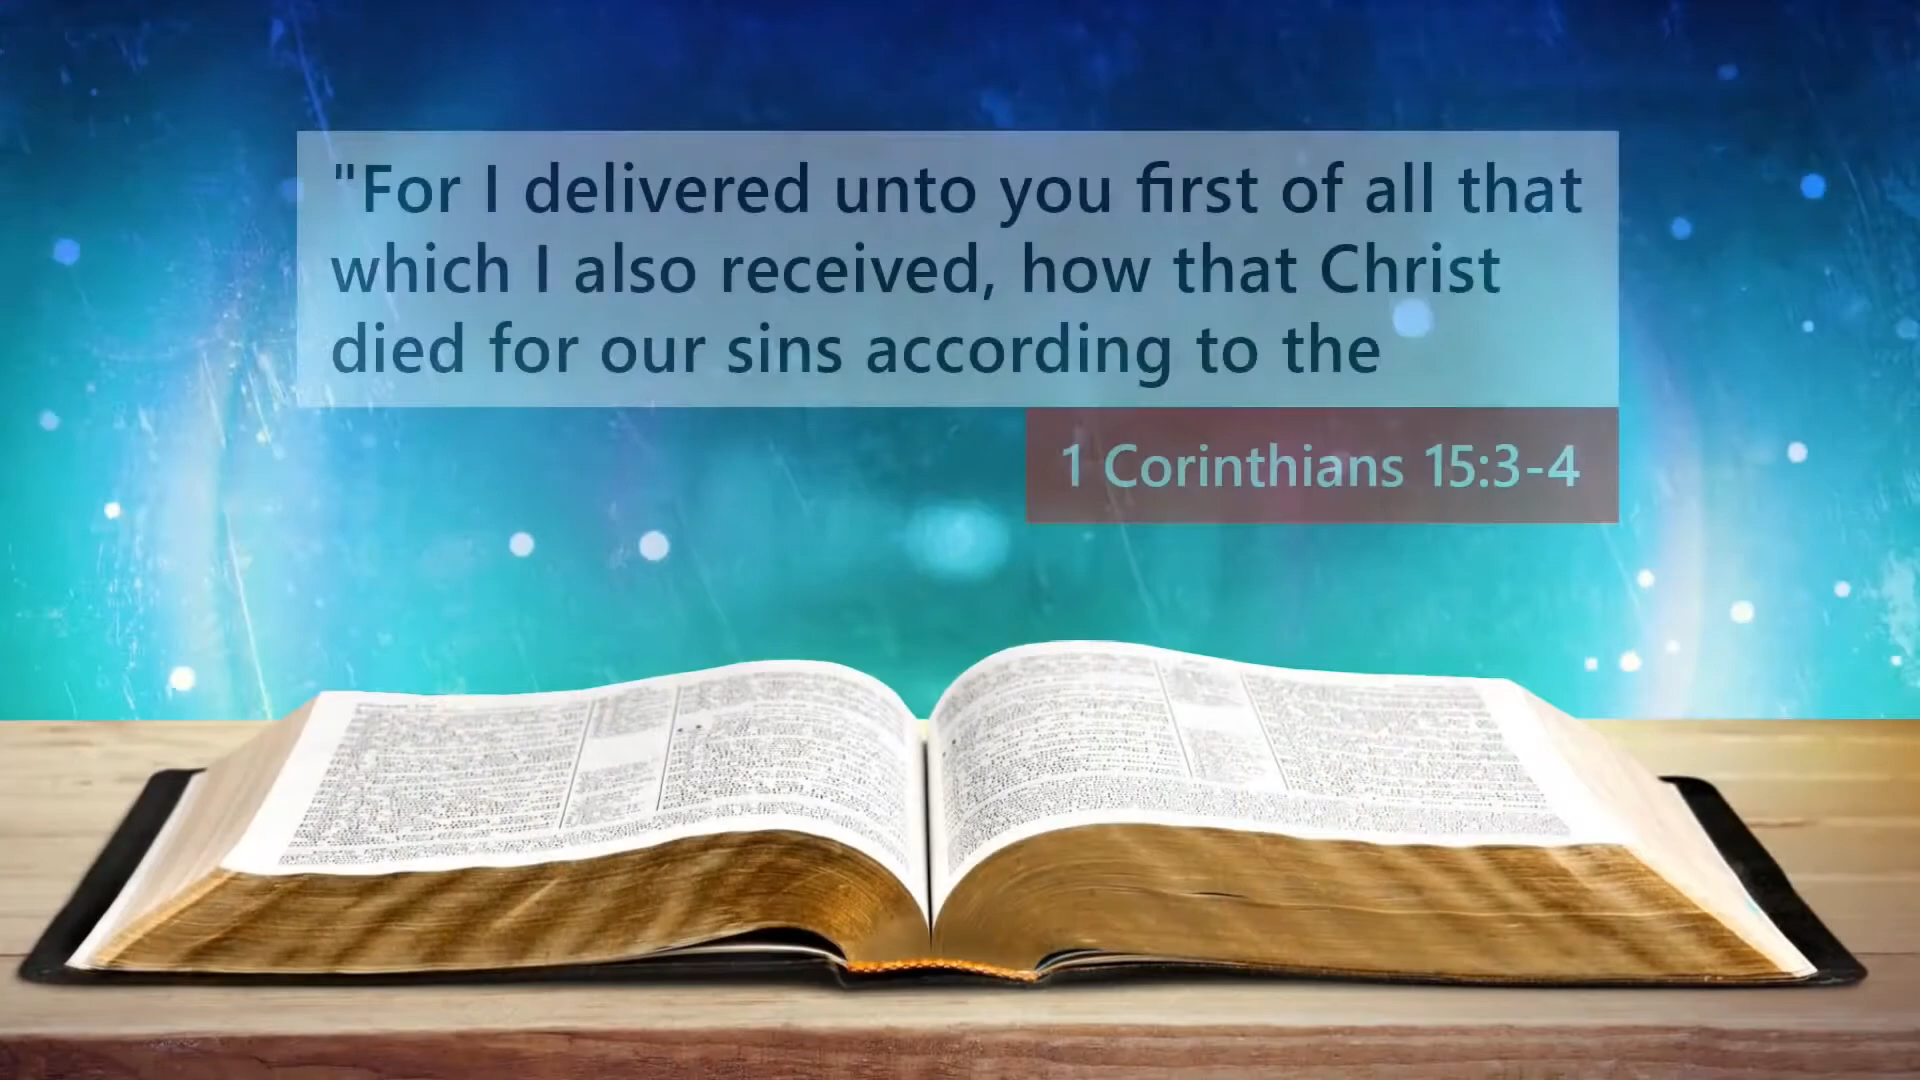 "For I delivered unto you first of all that
which I also received, how that Christ
died for our sins according to the
1 Corinthians 15:3-4